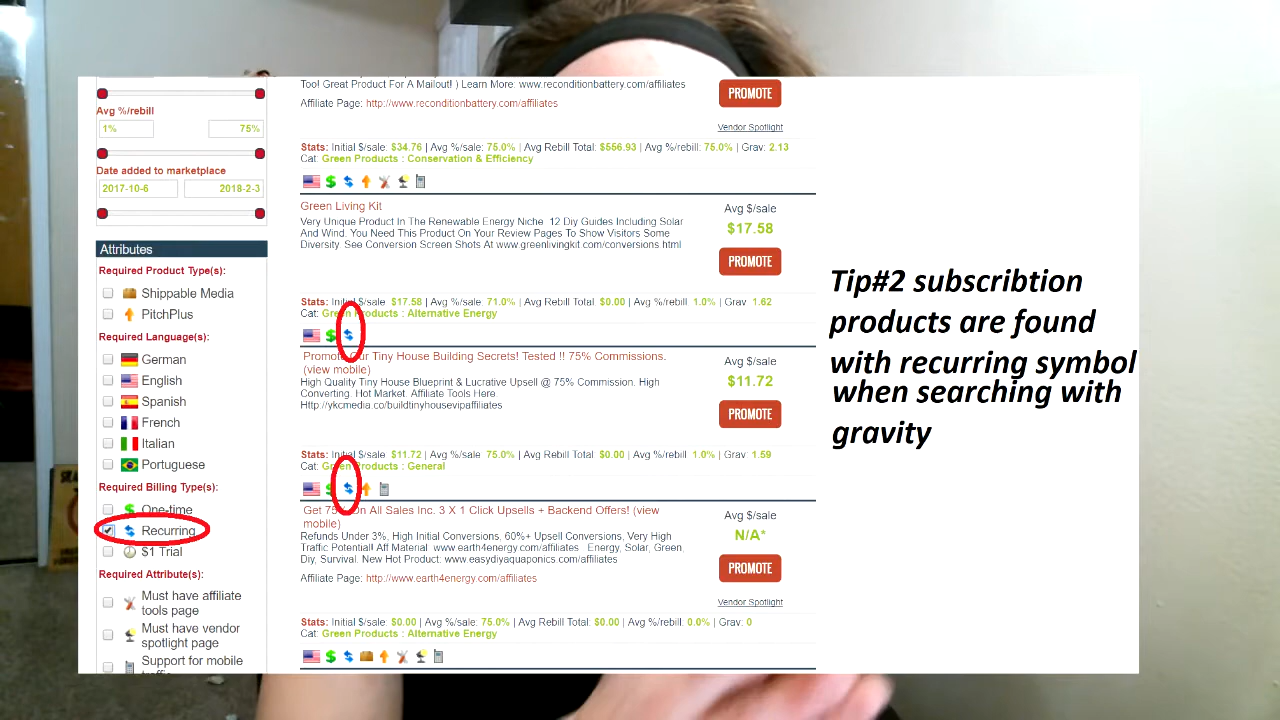 Tool! Great Product For A Mailout! ) Learn More: www.reconditionbattery.com/affiliates
Affiliate Page: http://www.reconditionbattery.com/affiliates
PROMOTE
Vendor Spotlight
Stats: Initial $/sale: $34.76 | Avg %/sale: 75.0% | Avg Rebill Total: $556.93 | Avg %/rebill: 75.0% | Grav: 2.13
Cat: Green Products : Conservation & Efficiency
Avg %/rebill
1% 75%
Date added to marketplace
2017-10-6 2018-2-3
Attributes
Required Product Type(s):
Shippable Media
PitchPlus
Required Language(s):
German
English
Spanish
French
Italian
Portuguese
Required Billing Type(s):
One-time
Recurring
$1 Trial
Required Attribute(s):
Must have affiliate
tools page
Must have vendor
spotlight page
Support for mobile
Green Living Kit
Very Unique Product In The Renewable Energy Niche 12 Diy Guides Including Solar
And Wind. You Need This Product On Your Review Pages To Show Visitors Some
Diversity. See Conversion Screen Shots At www.greenlivingkit.com/conversions.html
Avg $/sale
$17.58
PROMOTE
Stats: Initial $/sale: $17.58 | Avg %/sale: 71.0% | Avg Rebill Total: $0.00 | Avg %/rebill: 1.0% | Grav: 1.62
Cat: Green Products : Alternative Energy
Promote Our Tiny House Building Secrets! Tested !! 75% Commissions.
(view mobile)
High Quality Tiny House Blueprint & Lucrative Upsell @ 75% Commission. High
Converting. Hot Market. Affiliate Tools Here:
Http://ykcmedia.co/buildtinyhousevipaffiliates
Avg $/sale
$11.72
PROMOTE
Stats: Initial $/sale: $11.72 | Avg %/sale: 75.0% | Avg Rebill Total: $0.00 | Avg %/rebill: 1.0% | Grav: 1.59
Cat: Green Products : General
Get 75% On All Sales Inc. 3 X 1 Click Upsells + Backend Offers! (view
mobile)
Refunds Under 3%, High Initial Conversions, 60%+ Upsell Conversions, Very High
Traffic Potential! Aff Material: www.earth4energy.com/affiliates Energy, Solar, Green,
Diy, Survival. New Hot Product: www.easydiyaquaponics.com/affiliates
Affiliate Page: http://www.earth4energy.com/affiliates
Avg $/sale
N/A*
PROMOTE
Vendor Spotlight
Stats: Initial $/sale: $0.00 | Avg %/sale: 75.0% | Avg Rebill Total: $0.00 | Avg %/rebill: 0.0% | Grav: 0
Cat: Green Products : Alternative Energy
Tip#2 subscribtion
products are found
with recurring symbol
when searching with
gravity